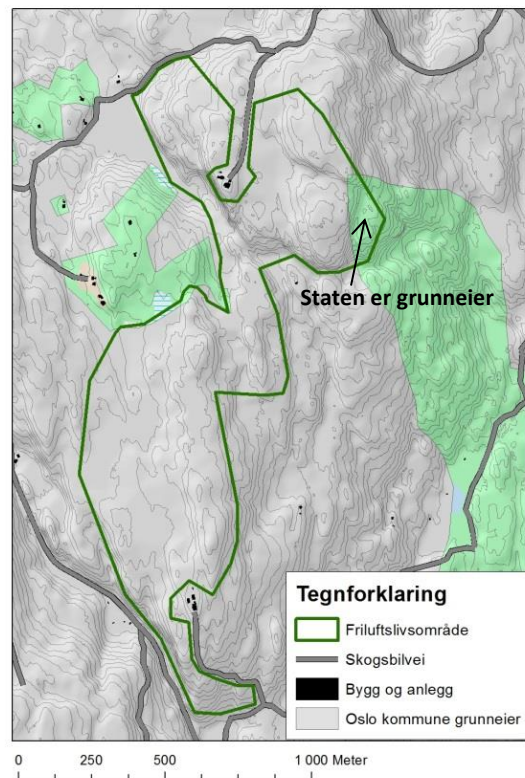 Staten er grunneier
Tegnforklaring
Friluftslivsområde
Skogsbilvei
Bygg og anlegg
Oslo kommune grunneier
0 250 500 1 000 Meter